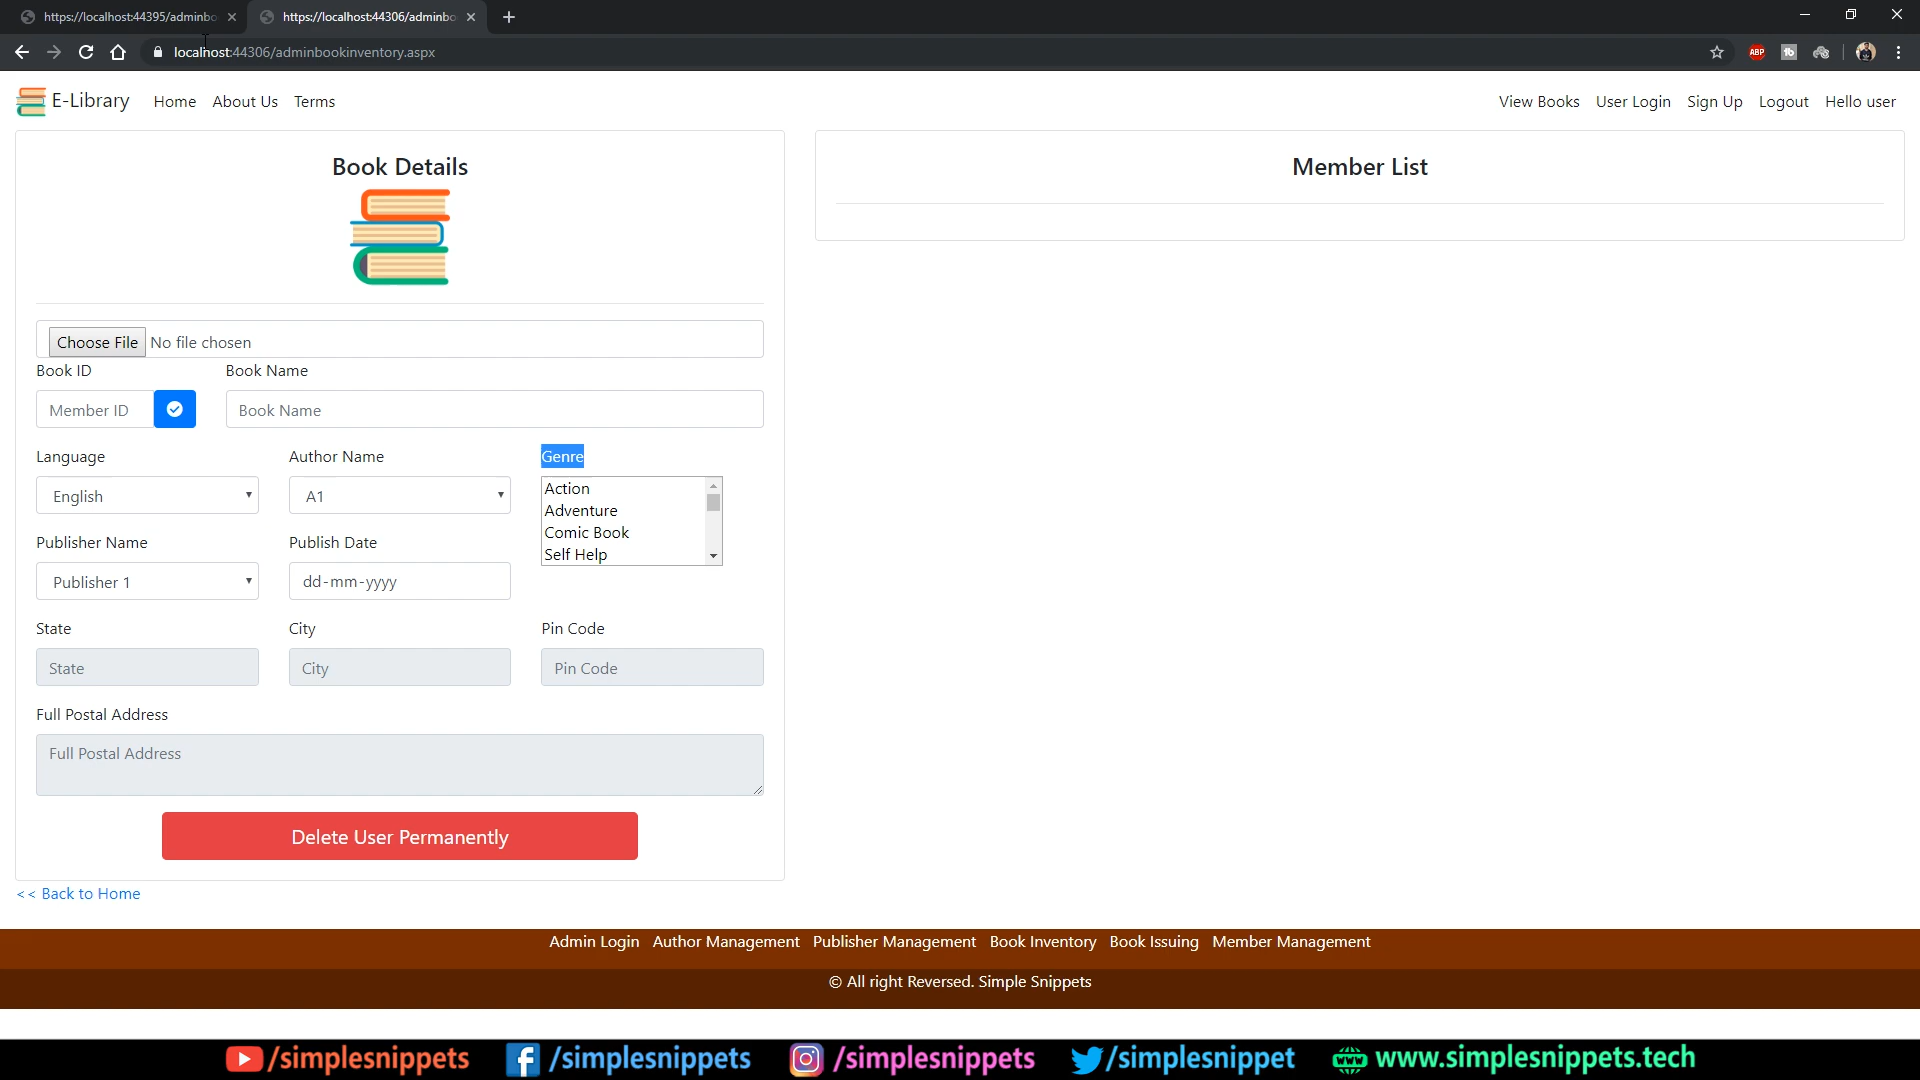 https://localhost:44395/adminbo
https://localhost:44306/adminbo
localhost:44306/adminbookinventory.aspx
ABP
E-Library Home About Us Terms
View Books User Login Sign Up Logout Hello user
Book Details
Member List
Choose File No file chosen
Book ID Book Name
Member ID Book Name
Language Author Name Genre
English A1
Action
Adventure
Comic Book
Self Help
Publisher Name Publish Date
Publisher 1 dd-mm-yyyy
State City Pin Code
State City Pin Code
Full Postal Address
Full Postal Address
Delete User Permanently
<< Back to Home
Admin Login Author Management Publisher Management Book Inventory Book Issuing Member Management
© All right Reversed. Simple Snippets
/simplesnippets /simplesnippets /simplesnippets /simplesnippet www.simplesnippets.tech